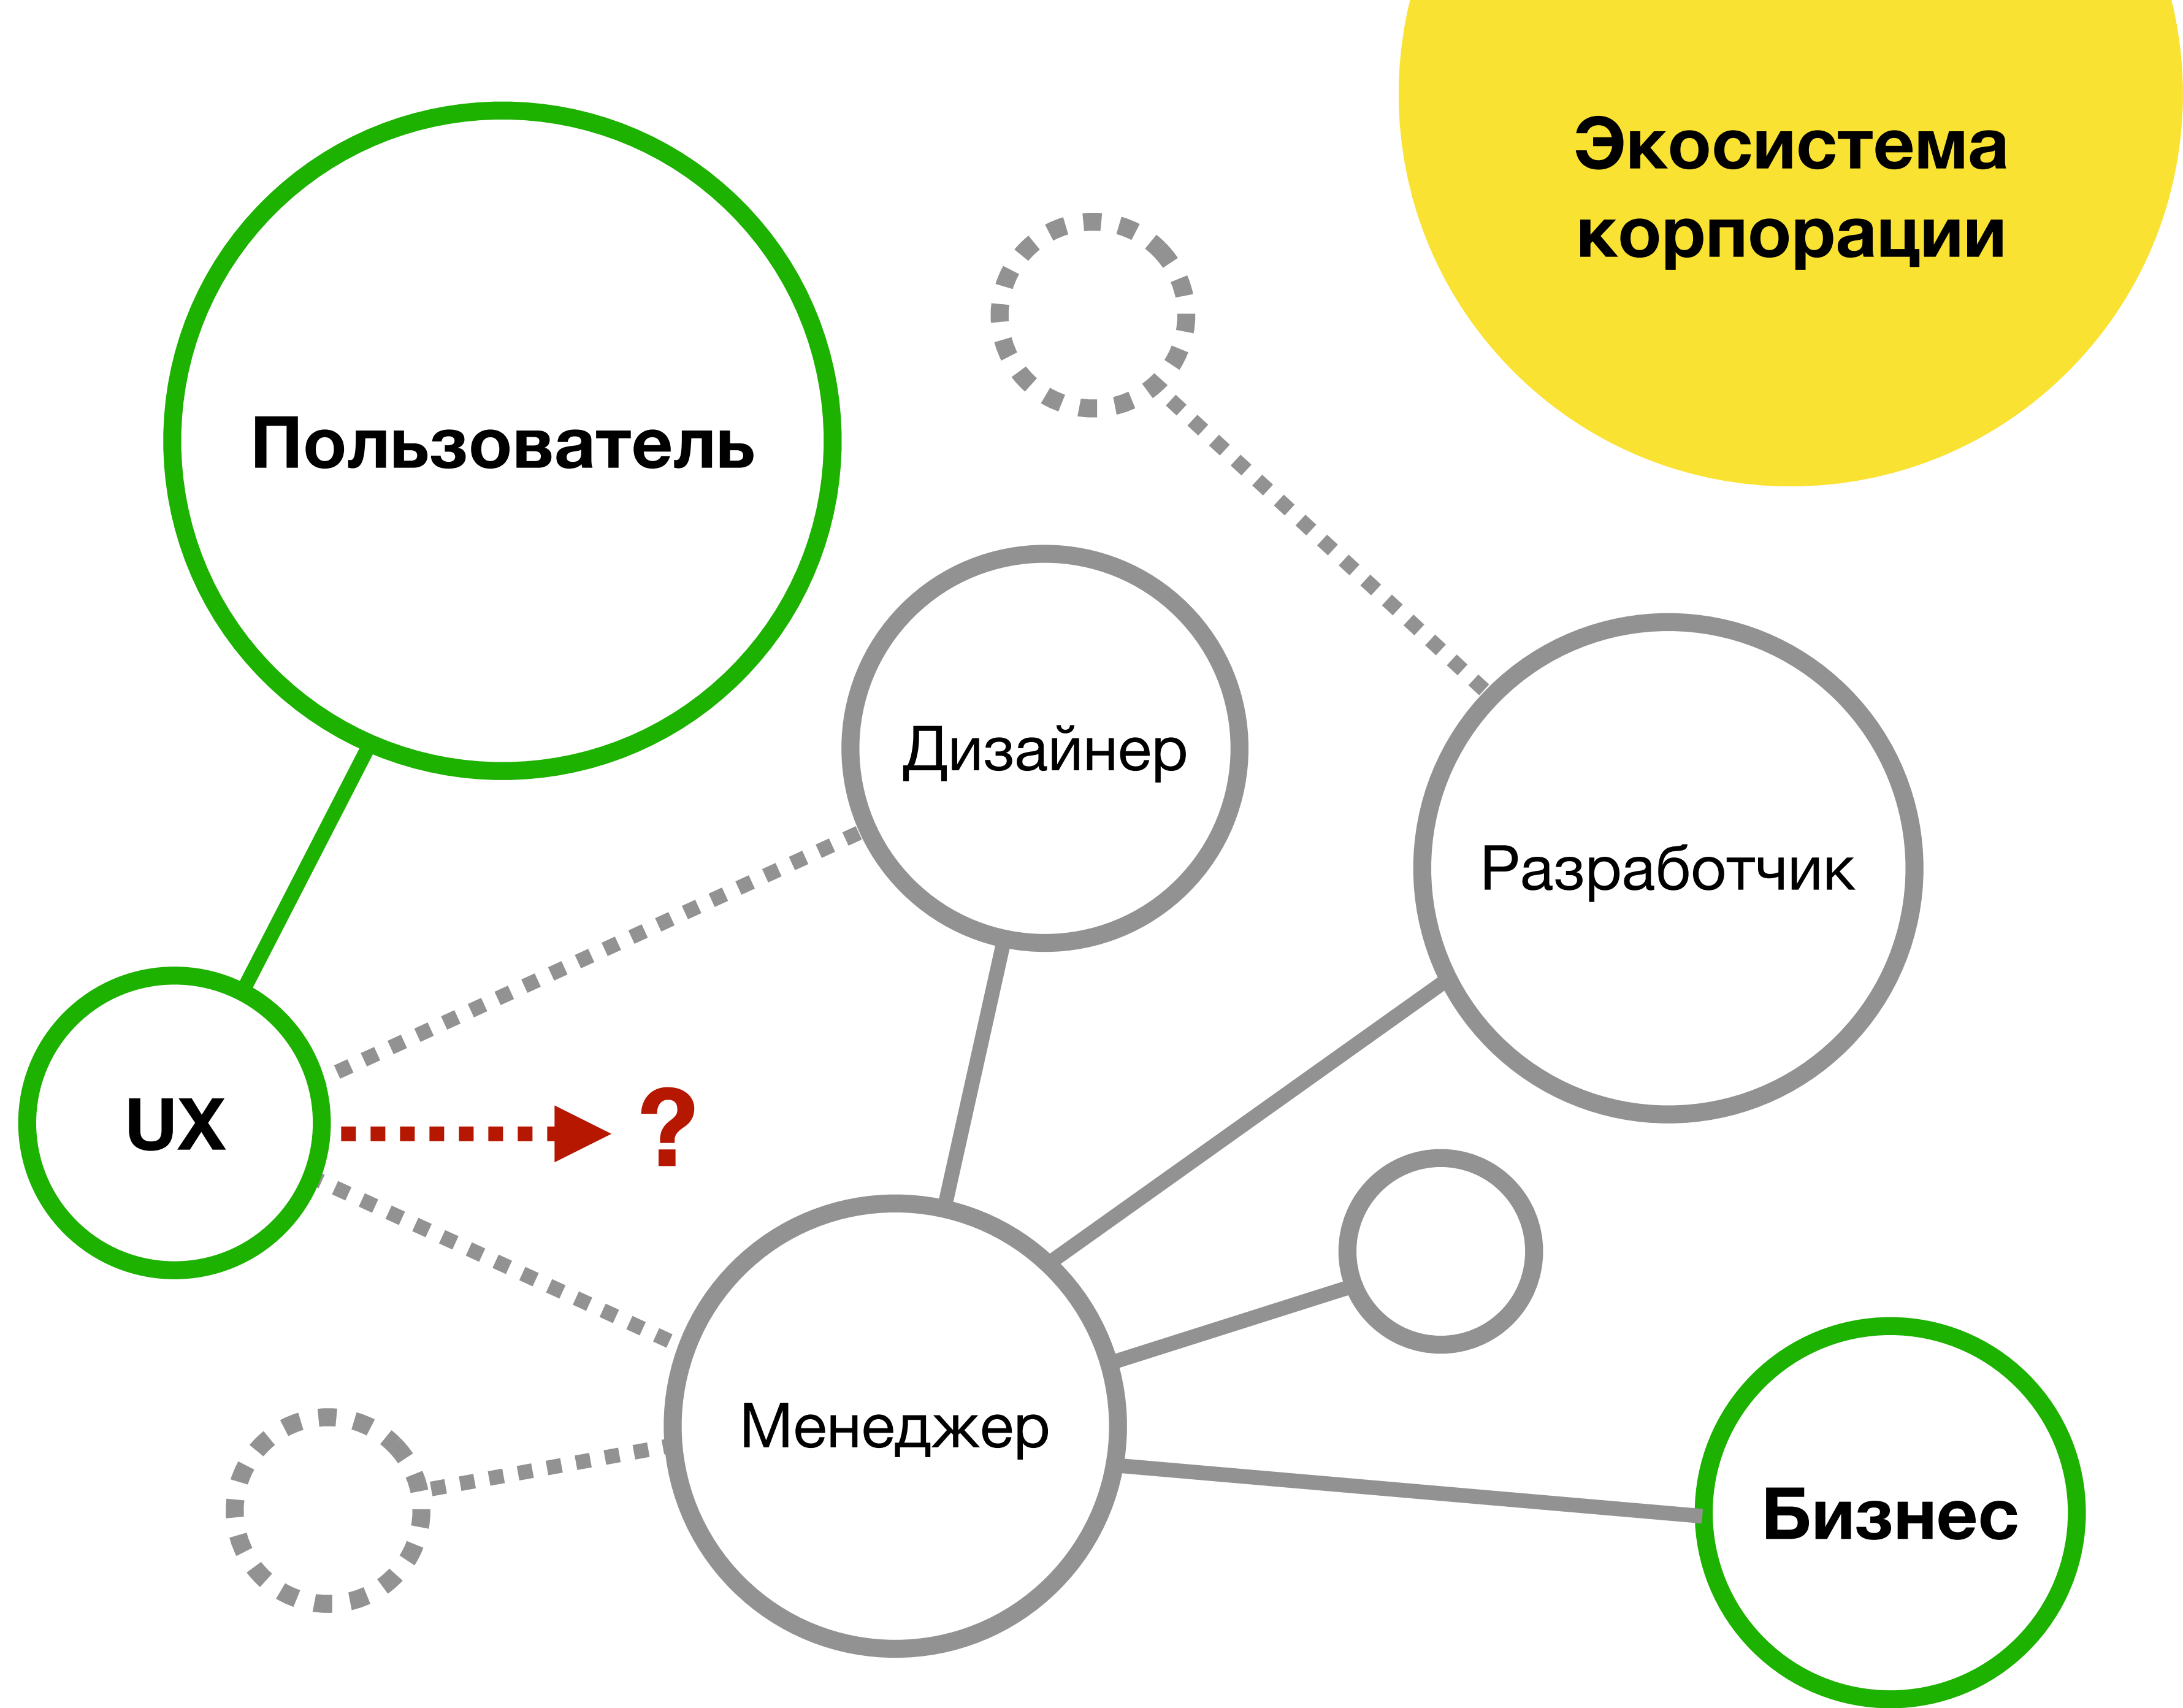 Экосистема
корпорации
Пользователь
Дизайнер
Разработчик
UX
?
Менеджер
Бизнес